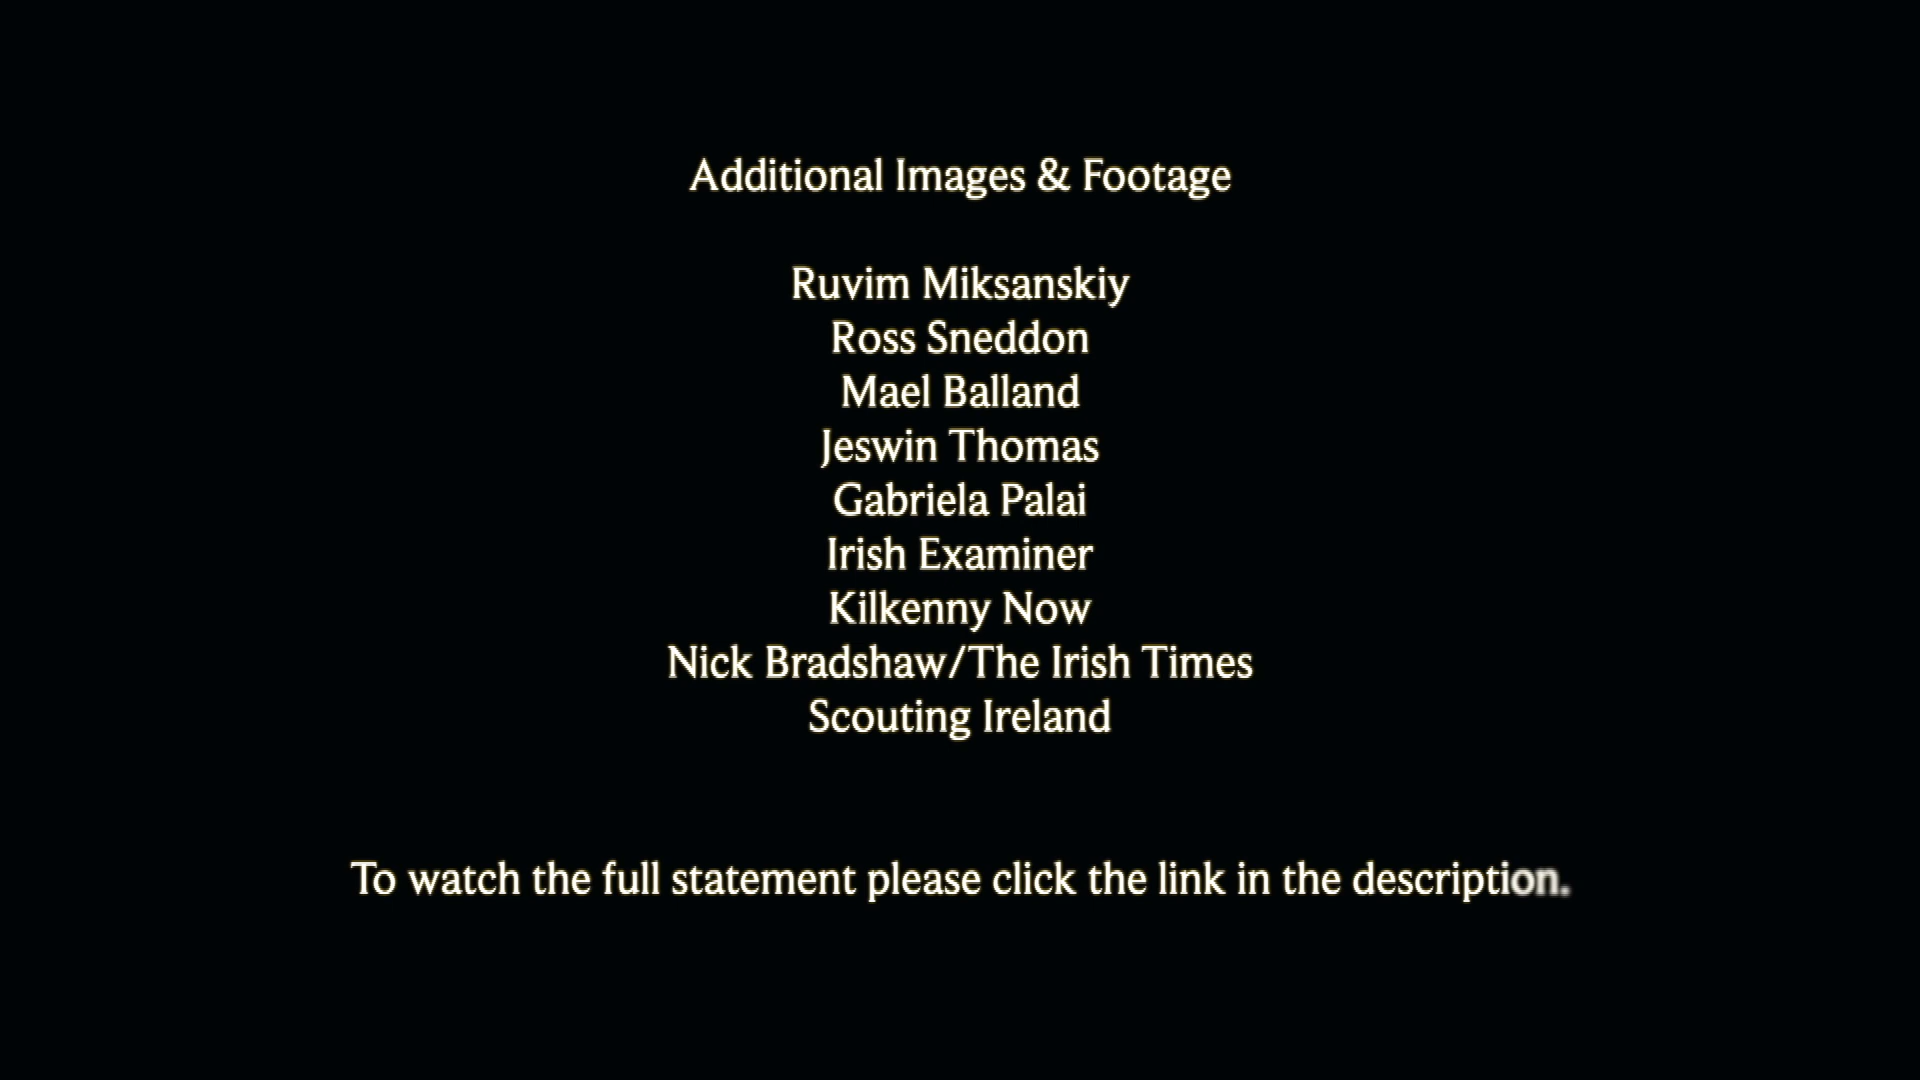 Additional Images & Footage
Ruvim Miksanskiy
Ross Sneddon
Mael Balland
Jeswin Thomas
Gabriela Palai
Irish Examiner
Kilkenny Now
Nick Bradshaw/The Irish Times
Scouting Ireland
To watch the full statement please click the link in the description.